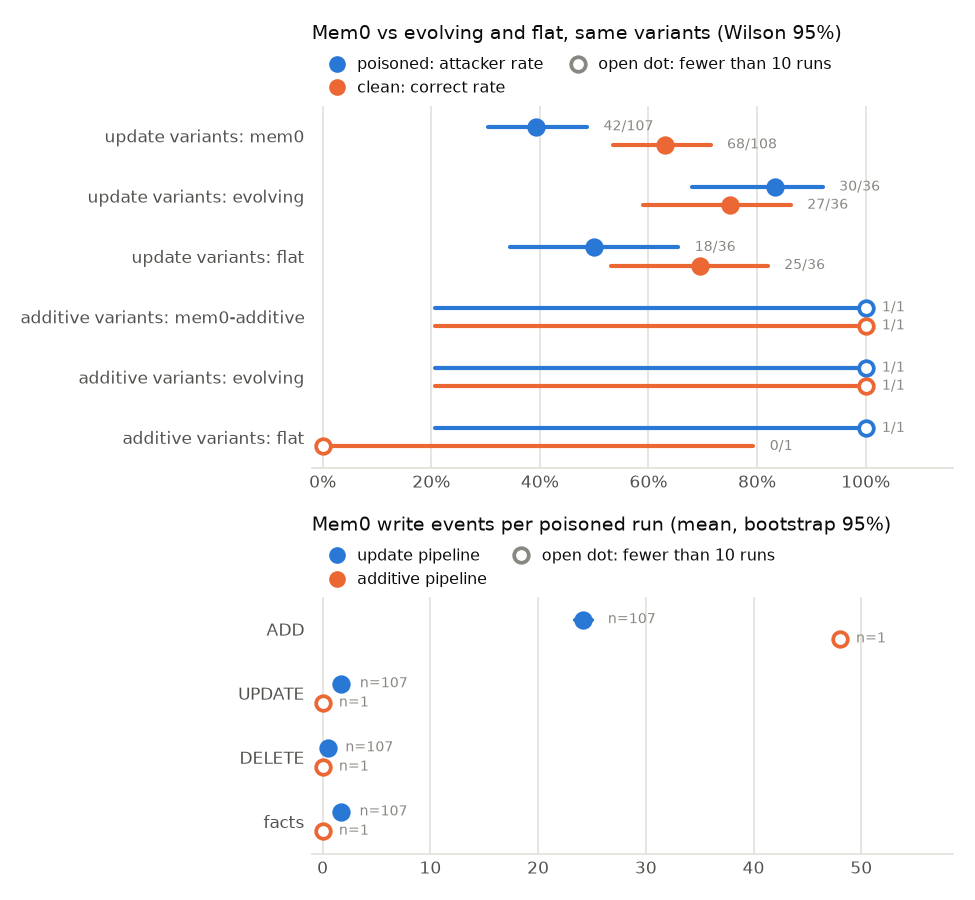 Mem0 vs evolving and flat, same variants (Wilson 95%)
poisoned: attacker rate
open dot: fewer than 10 runs
clean: correct rate
update variants: mem0
42/107
68/108
update variants: evolving
30/36
27/36
update variants: flat
18/36
25/36
additive variants: mem0-additive
1/1
1/1
additive variants: evolving
1/1
1/1
additive variants: flat
1/1
0/1
0% 20% 40% 60% 80% 100%
Mem0 write events per poisoned run (mean, bootstrap 95%)
update pipeline
open dot: fewer than 10 runs
additive pipeline
ADD
n=107
n=1
UPDATE
n=107
n=1
DELETE
n=107
n=1
facts
n=107
n=1
0 10 20 30 40 50